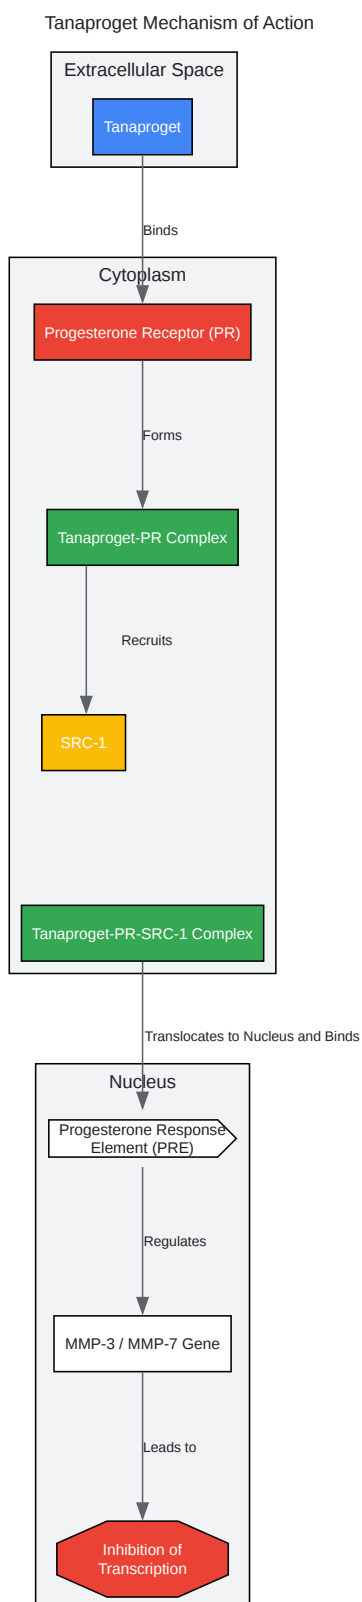 Tanaproget Mechanism of Action
Extracellular Space
Tanaproget
Binds
Cytoplasm
Progesterone Receptor (PR)
Forms
Tanaproget-PR Complex
Recruits
SRC-1
Tanaproget-PR-SRC-1 Complex
Translocates to Nucleus and Binds
Nucleus
Progesterone Response
Element (PRE)
Regulates
MMP-3 / MMP-7 Gene
Leads to
Inhibition of
Transcription